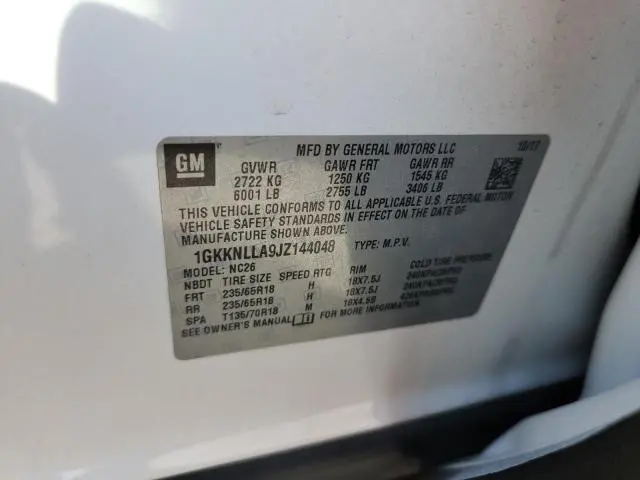 GM
MFD BY GENERAL MOTORS LLC 10/17
GVWR GAWR FRT GAWR RR
2722 KG 1250 KG 1545 KG
6001 LB 2755 LB 3406 LB
THIS VEHICLE CONFORMS TO ALL APPLICABLE U.S. FEDERAL MOTOR
VEHICLE SAFETY STANDARDS IN EFFECT ON THE DATE OF
MANUFACTURE SHOWN ABOVE.
1GKKNLLA9JZ144048 TYPE: M.P.V.
MODEL: NC26
NBDT TIRE SIZE SPEED RTG RIM COLD TIRE PRESSURE
FRT 235/65R18 18X7.5J
RR 235/65R18 18X7.5J
SPA T135/70R18 M 18X4.5B
SEE OWNER'S MANUAL FOR MORE INFORMATION.